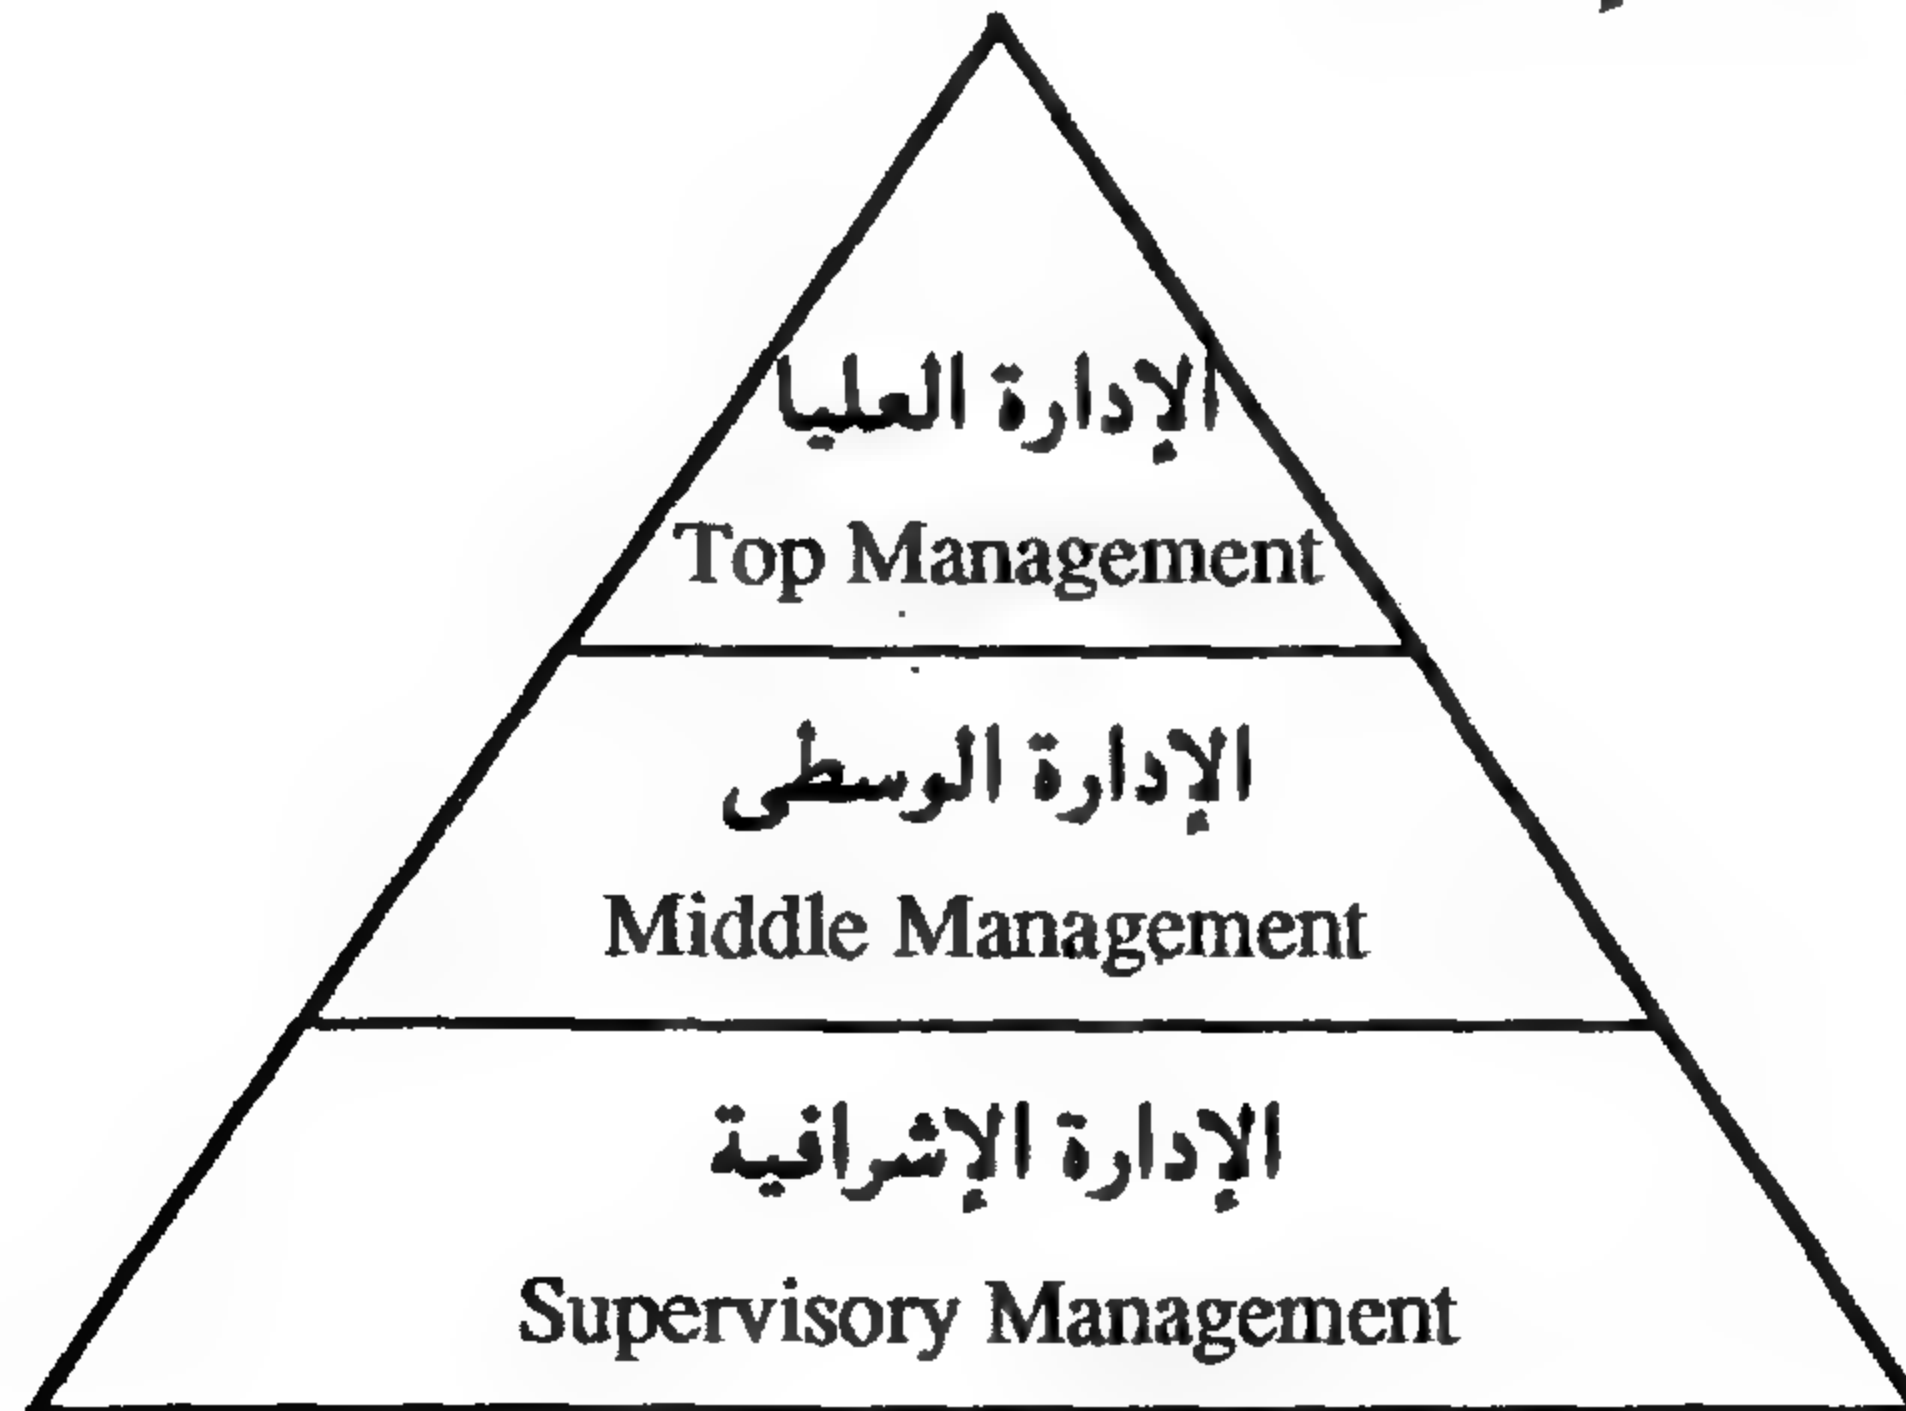 الإدارة العليا
Top Management
الإدارة الوسطى
Middle Management
الإدارة الإشرافية
Supervisory Management